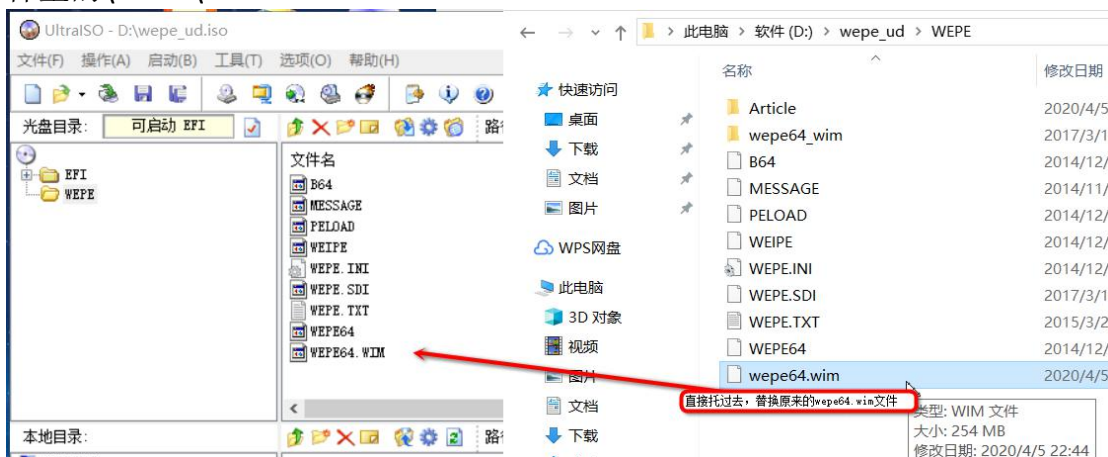 UltraISO - D:\wepe_ud.iso
文件(F) 操作(A) 启动(B) 工具(T) 选项(O) 帮助(H)
光盘目录: 可启动 EFI
EFI
WEPE
文件名
B64
MESSAGE
PELOAD
WEIPE
WEPE.INI
WEPE.SDI
WEPE.TXT
WEPE64
WEPE64.WIM
本地目录:
此电脑 > 软件 (D:) > wepe_ud > WEPE
快速访问
桌面
下载
文档
图片
WPS网盘
此电脑
3D 对象
视频
图片
文档
下载
名称 修改日期
Article 2020/4/5
wepe64_wim 2017/3/1
B64 2014/12/
MESSAGE 2014/11/
PELOAD 2014/12/
WEIPE 2014/12/
WEPE.INI 2014/12/
WEPE.SDI 2017/3/1
WEPE.TXT 2015/3/2
WEPE64 2014/12/
wepe64.wim 2020/4/5
直接托过去，替换原来的wepe64.wim文件
类型: WIM 文件
大小: 254 MB
修改日期: 2020/4/5 22:44